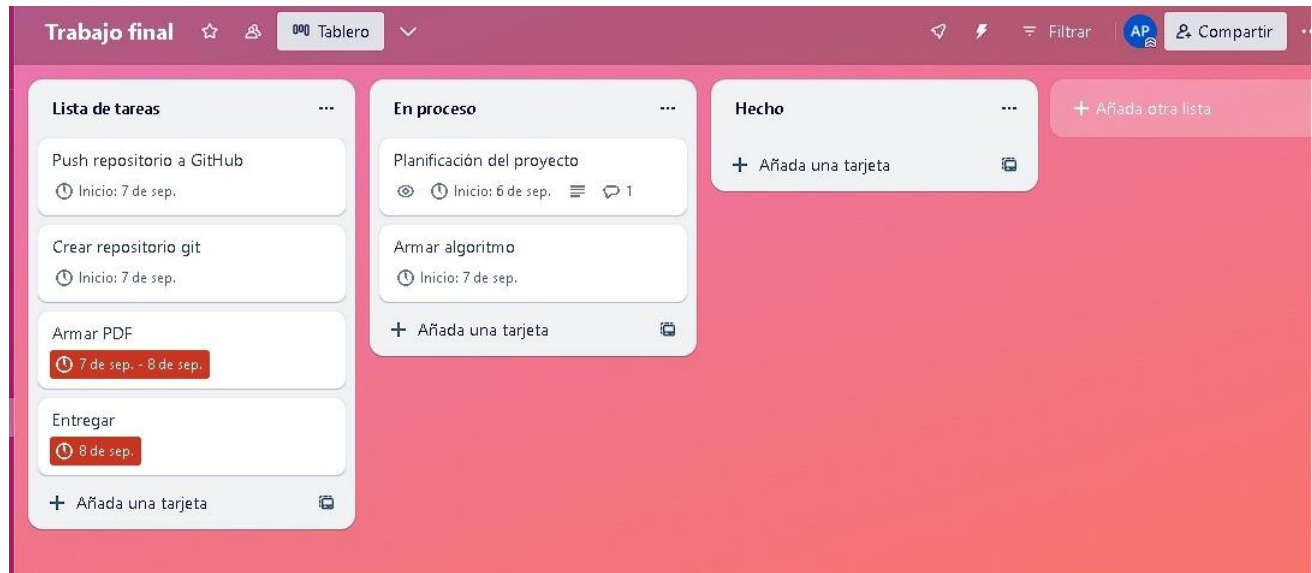 Trabajo final
Tablero
Filtrar
AP
Compartir
Lista de tareas
Push repositorio a GitHub
Inicio: 7 de sep.
Crear repositorio git
Inicio: 7 de sep.
Armar PDF
7 de sep. - 8 de sep.
Entregar
8 de sep.
+ Añada una tarjeta
En proceso
Planificación del proyecto
Inicio: 6 de sep.
1
Armar algoritmo
Inicio: 7 de sep.
+ Añada una tarjeta
Hecho
+ Añada una tarjeta
+ Añada otra lista